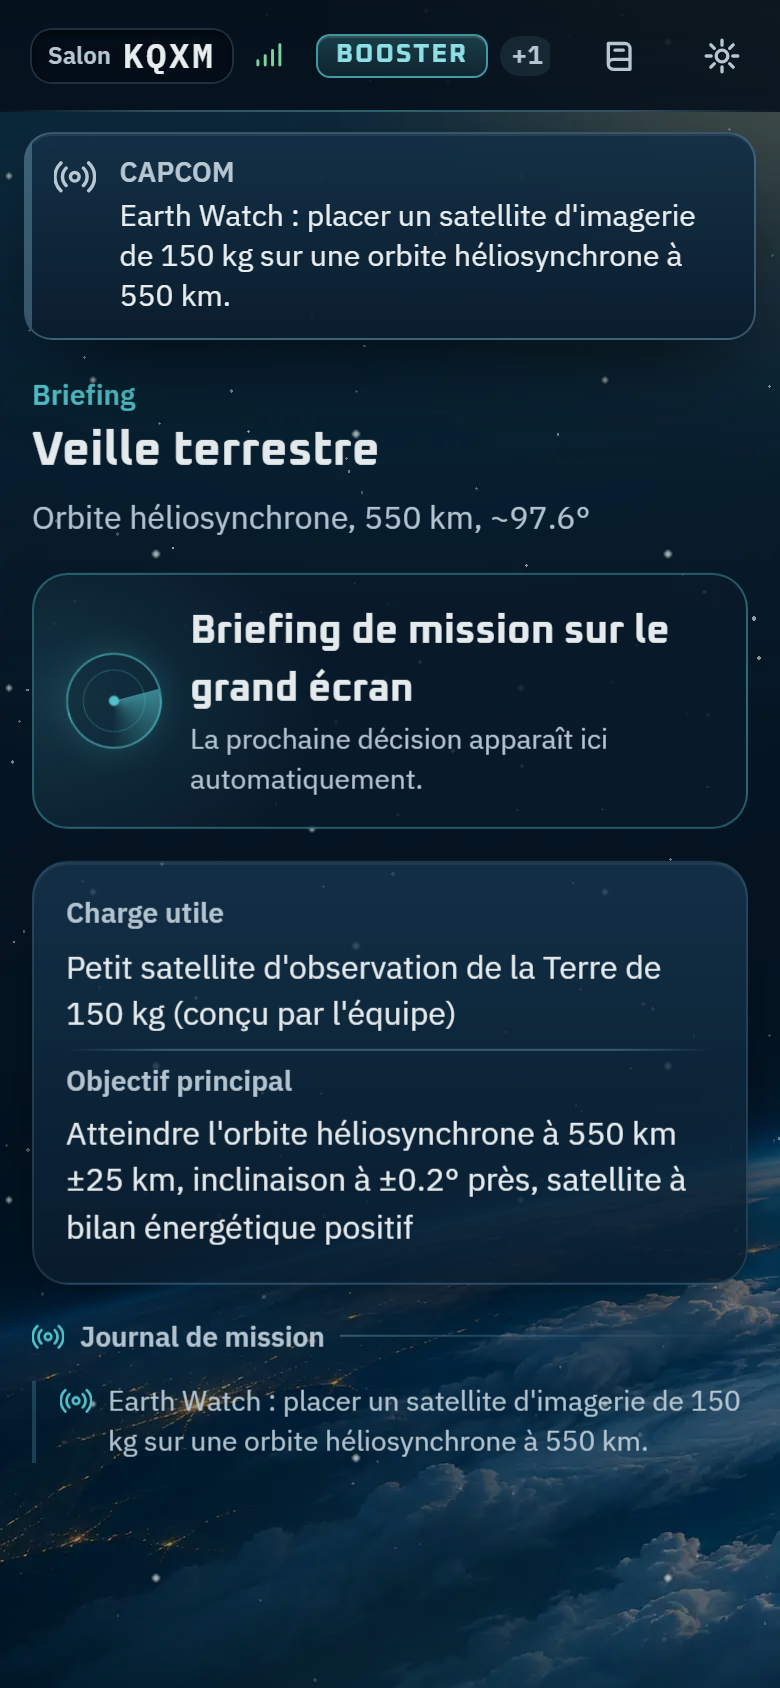 Salon KQXM BOOSTER +1
CAPCOM
Earth Watch : placer un satellite d'imagerie
de 150 kg sur une orbite héliosynchrone à
550 km.
Briefing
Veille terrestre
Orbite héliosynchrone, 550 km, ~97.6°
Briefing de mission sur le
grand écran
La prochaine décision apparaît ici
automatiquement.
Charge utile
Petit satellite d'observation de la Terre de
150 kg (conçu par l'équipe)
Objectif principal
Atteindre l'orbite héliosynchrone à 550 km
±25 km, inclinaison à ±0.2° près, satellite à
bilan énergétique positif
Journal de mission
Earth Watch : placer un satellite d'imagerie de 150
kg sur une orbite héliosynchrone à 550 km.